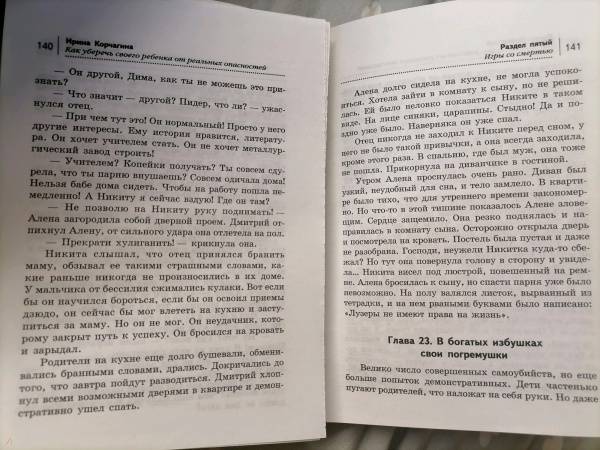 140 Ирина Корчагина
Как уберечь своего ребенка от реальных опасностей
— Он другой, Дима, как ты не можешь это при-
знать?
— Что значит — другой? Пидер, что ли? — ужас-
нулся отец.
— При чем тут это! Он нормальный! Просто у него
другие интересы. Ему история нравится, литерату-
ра. Он хочет учителем стать. Он не хочет металлур-
гический завод строить!
— Учителем? Копейки получать? Ты совсем сду-
рела, что ты парню внушаешь? Совсем одичала дома!
Нельзя бабе дома сидеть. Чтобы на работу пошла не-
медленно! А Никиту я сейчас вздую! Где он там?
— Не позволю на Никиту руку поднимать! —
Алена загородила собой дверной проем. Дмитрий от-
пихнул Алену, от сильного удара она отлетела на пол.
— Прекрати хулиганить! — крикнула она.
Никита слышал, что отец принялся бранить
маму, обзывал ее такими страшными словами, ка-
кие раньше никогда не произносились в их доме.
У мальчика от бессилия сжимались кулаки. Вот если
бы он научился бороться, если бы он освоил приемы
дзюдо, он сейчас бы мог влететь на кухню и засту-
питься за маму. Но он не мог. Он неудачник, кото-
рому закрыт путь к успеху. Он бросился на кровать
и зарыдал.
Родители на кухне еще долго бушевали, обмени-
вались бранными словами, дрались. Докричались до
того, что завтра пойдут разводиться. Дмитрий хлоп-
нул всеми возможными дверями в квартире и демон-
стративно ушел спать.
Раздел пятый 141
Игры со смертью
Алена долго сидела на кухне, не могла успоко-
иться. Хотела зайти в комнату к сыну, но не реши-
лась. Ей было неловко показаться Никите в таком
виде. На лице синяки, царапины. Стыдно! Да и по-
здно уже было. Наверняка он уже спал.
Отец никогда не заходил к Никите перед сном, у
него не было такой привычки, а она всегда заходила,
кроме этого раза. В спальню, где был муж, она тоже
не пошла. Прикорнула на диванчике в гостиной.
Утром Алена проснулась очень рано. Диван был
узкий, неудобный для сна, и тело замлело. В кварти-
ре было тихо, что для утреннего времени закономер-
но. Но что-то в этой тишине показалось Алене злове-
щим. Сердце защемило. Она резко поднялась и на-
правилась в комнату сына. Осторожно открыла дверь
и посмотрела на кровать. Постель была пустая и даже
не разобрана. Господи, неужели Никитка куда-то сбе-
жал? Но тут она повернула голову в сторону и увиде-
ла... Никита висел под люстрой, повешенный на рем-
не. Алена бросилась к сыну, но спасти парня уже было
невозможно. На полу валялся листок, вырванный из
тетрадки, и на нем рваными буквами было написано:
«Лузеры не имеют права на жизнь».
Глава 23. В богатых избушках
свои погремушки
Велико число совершенных самоубийств, но еще
больше попыток демонстративных. Дети частенько
пугают родителей, что наложат на себя руки. Но даже